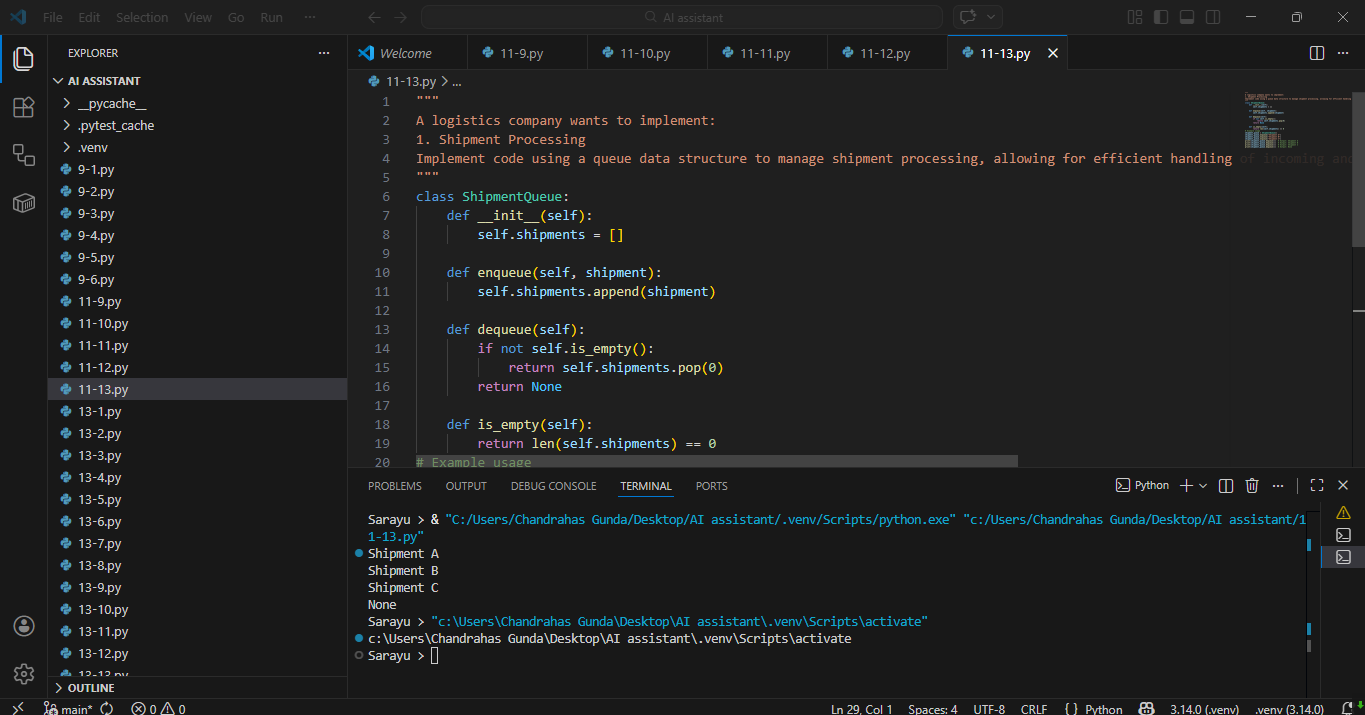 File Edit Selection View Go Run ··· AI assistant
EXPLORER ···
AI ASSISTANT
__pycache__
.pytest_cache
.venv
9-1.py
9-2.py
9-3.py
9-4.py
9-5.py
9-6.py
11-9.py
11-10.py
11-11.py
11-12.py
11-13.py
13-1.py
13-2.py
13-3.py
13-4.py
13-5.py
13-6.py
13-7.py
13-8.py
13-9.py
13-10.py
13-11.py
13-12.py
13-13.py
OUTLINE
Welcome 11-9.py 11-10.py 11-11.py 11-12.py 11-13.py
11-13.py > ...
1 """
2 A logistics company wants to implement:
3 1. Shipment Processing
4 Implement code using a queue data structure to manage shipment processing, allowing for efficient handling of incoming and
5 """
6 class ShipmentQueue:
7 def __init__(self):
8 self.shipments = []
9
10 def enqueue(self, shipment):
11 self.shipments.append(shipment)
12
13 def dequeue(self):
14 if not self.is_empty():
15 return self.shipments.pop(0)
16 return None
17
18 def is_empty(self):
19 return len(self.shipments) == 0
20 # Example usage
PROBLEMS OUTPUT DEBUG CONSOLE TERMINAL PORTS Python
Sarayu > & "C:/Users/Chandrahas Gunda/Desktop/AI assistant/.venv/Scripts/python.exe" "c:/Users/Chandrahas Gunda/Desktop/AI assistant/1
1-13.py"
Shipment A
Shipment B
Shipment C
None
Sarayu > "c:\Users\Chandrahas Gunda\Desktop\AI assistant\.venv\Scripts\activate"
c:\Users\Chandrahas Gunda\Desktop\AI assistant\.venv\Scripts\activate
Sarayu >
main* 0 0 Ln 29, Col 1 Spaces: 4 UTF-8 CRLF {} Python 3.14.0 (.venv) .venv (3.14.0)